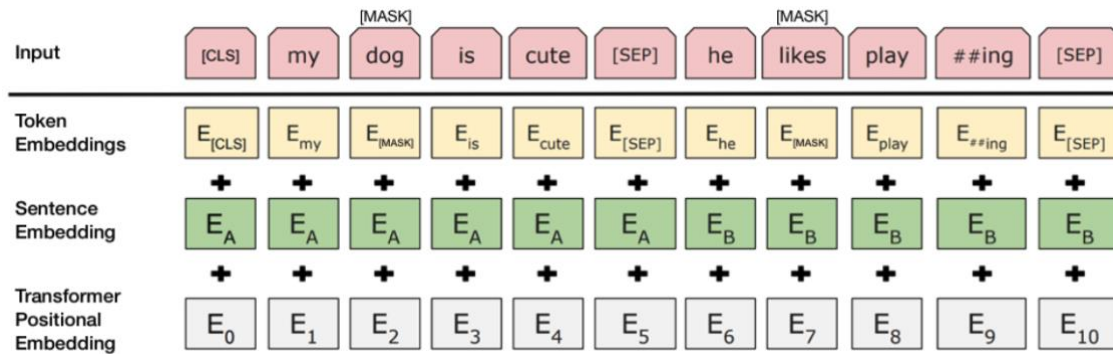 [MASK] [MASK]
Input [CLS] my dog is cute [SEP] he likes play ##ing [SEP]
Token
Embeddings E[CLS] Emy E[MASK] Eis Ecute E[SEP] Ehe E[MASK] Eplay E##ing E[SEP]
+ + + + + + + + + + +
Sentence
Embedding EA EA EA EA EA EA EB EB EB EB EB
+ + + + + + + + + + +
Transformer
Positional
Embedding E0 E1 E2 E3 E4 E5 E6 E7 E8 E9 E10